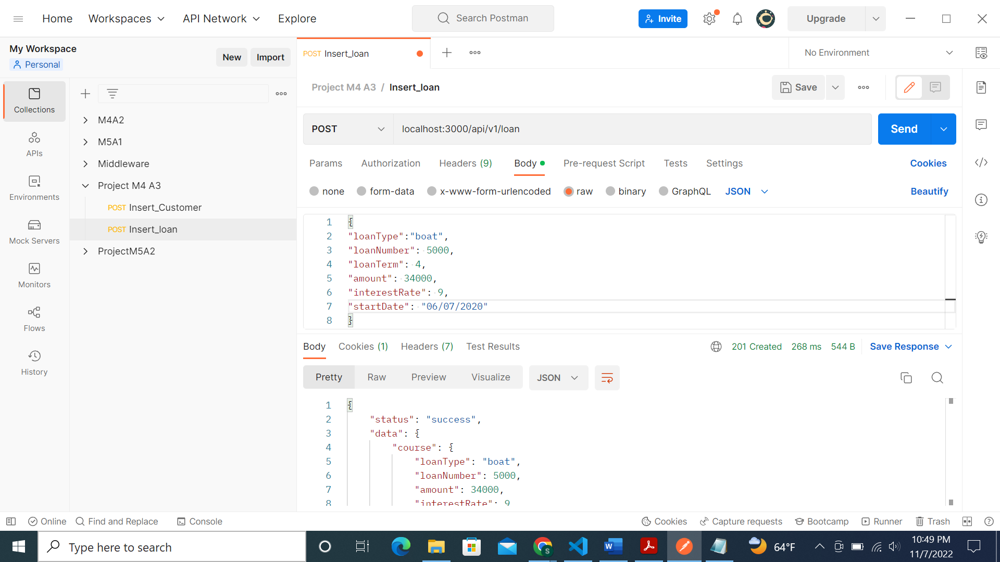 Home Workspaces API Network Explore Search Postman Invite Upgrade
My Workspace
Personal
New Import
POST Insert_loan
No Environment
Collections
APIs
Environments
Mock Servers
Monitors
Flows
History
M4A2
M5A1
Middleware
Project M4 A3
POST Insert_Customer
POST Insert_loan
ProjectM5A2
Project M4 A3 / Insert_loan
Save
POST localhost:3000/api/v1/loan Send
Params Authorization Headers (9) Body Pre-request Script Tests Settings Cookies
none form-data x-www-form-urlencoded raw binary GraphQL JSON Beautify
1 {
2 "loanType":"boat",
3 "loanNumber": 5000,
4 "loanTerm": 4,
5 "amount": 34000,
6 "interestRate": 9,
7 "startDate": "06/07/2020"
8 }
Body Cookies (1) Headers (7) Test Results 201 Created 268 ms 544 B Save Response
Pretty Raw Preview Visualize JSON
1 {
2 "status": "success",
3 "data": {
4 "course": {
5 "loanType": "boat",
6 "loanNumber": 5000,
7 "amount": 34000,
8 "interestRate": 9
Online Find and Replace Console Cookies Capture requests Bootcamp Runner Trash
Type here to search
64°F
10:49 PM
11/7/2022